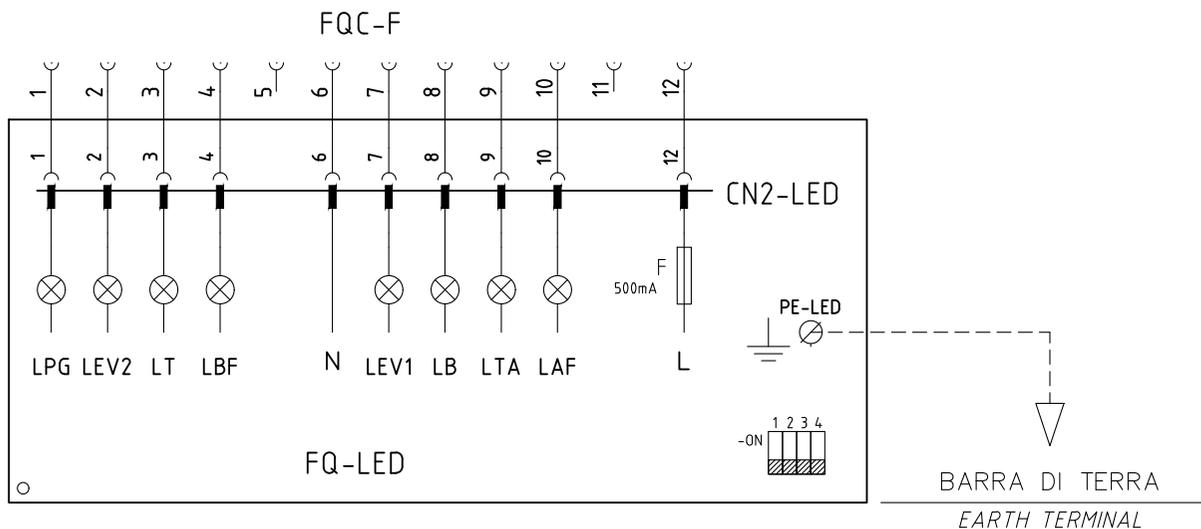 FQC-F
1 2 3 4 5 6 7 8 9 10 11 12
1 2 3 4 6 7 8 9 10 12
CN2-LED
F
500mA
PE-LED
LPG LEV2 LT LBF N LEV1 LB LTA LAF L
1 2 3 4
-ON
FQ-LED
BARRA DI TERRA
EARTH TERMINAL